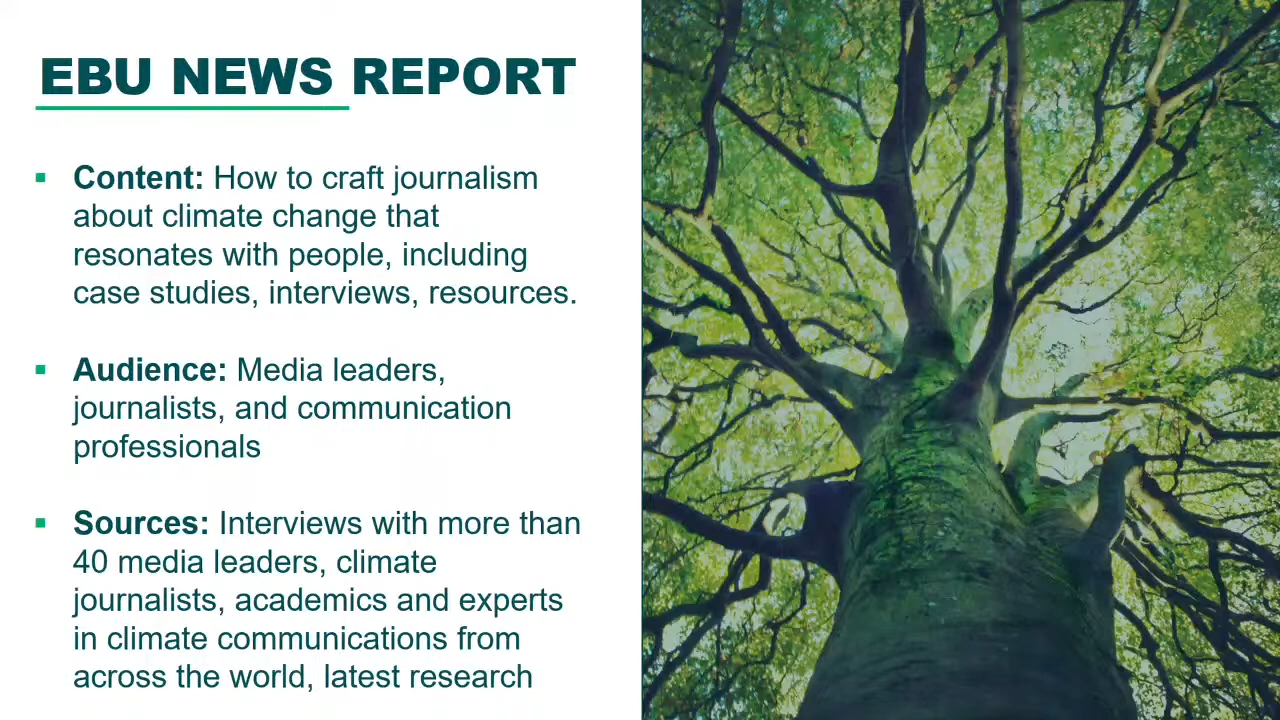 EBU NEWS REPORT
▪ Content: How to craft journalism
about climate change that
resonates with people, including
case studies, interviews, resources.
▪ Audience: Media leaders,
journalists, and communication
professionals
▪ Sources: Interviews with more than
40 media leaders, climate
journalists, academics and experts
in climate communications from
across the world, latest research